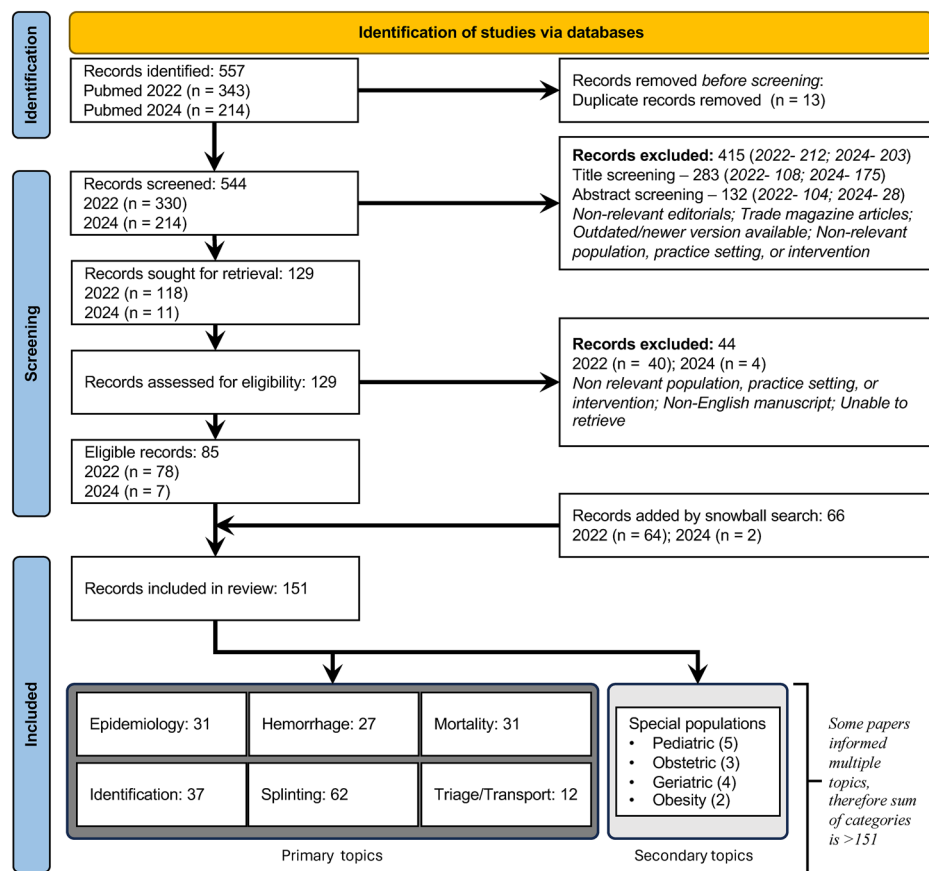 Identification of studies via databases
Identification
Records identified: 557
Pubmed 2022 (n = 343)
Pubmed 2024 (n = 214)
Records removed before screening:
Duplicate records removed  (n = 13)
Screening
Records screened: 544
2022 (n = 330)
2024 (n = 214)
Records excluded: 415 (2022- 212; 2024- 203)
Title screening – 283 (2022- 108; 2024- 175)
Abstract screening – 132 (2022- 104; 2024- 28)
Non-relevant editorials; Trade magazine articles;
Outdated/newer version available; Non-relevant
population, practice setting, or intervention
Records sought for retrieval: 129
2022 (n = 118)
2024 (n = 11)
Records assessed for eligibility: 129
Records excluded: 44
2022 (n =  40); 2024 (n = 4)
Non relevant population, practice setting, or
intervention; Non-English manuscript; Unable to
retrieve
Eligible records: 85
2022 (n = 78)
2024 (n = 7)
Records added by snowball search: 66
2022 (n = 64); 2024 (n = 2)
Included
Records included in review: 151
Epidemiology: 31
Hemorrhage: 27
Mortality: 31
Identification: 37
Splinting: 62
Triage/Transport: 12
Primary topics
Special populations
• Pediatric (5)
• Obstetric (3)
• Geriatric (4)
• Obesity (2)
Secondary topics
Some papers
informed
multiple
topics,
therefore sum
of categories
is >151